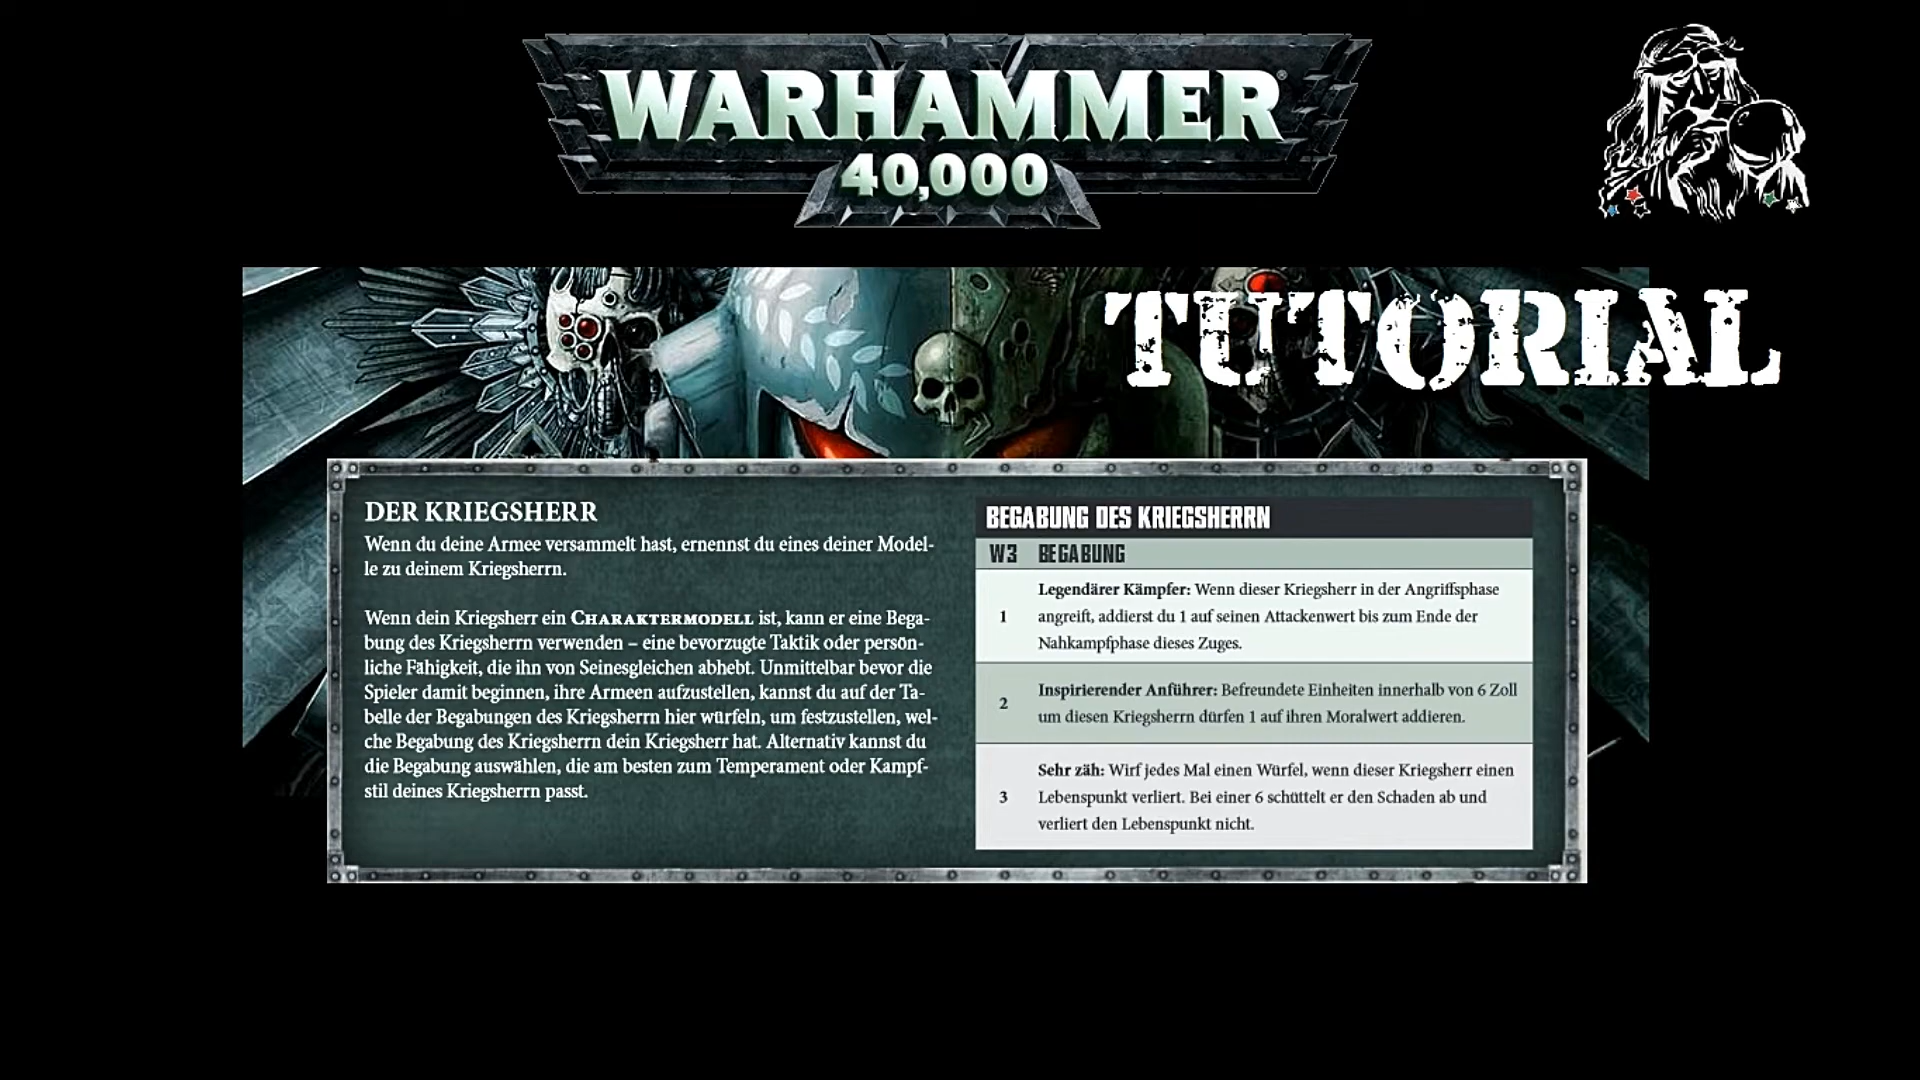 WARHAMMER®
40,000
TUTORIAL
DER KRIEGSHERR
Wenn du deine Armee versammelt hast, ernennst du eines deiner Model-
le zu deinem Kriegsherrn.
Wenn dein Kriegsherr ein CHARAKTERMODELL ist, kann er eine Bega-
bung des Kriegsherrn verwenden – eine bevorzugte Taktik oder persön-
liche Fähigkeit, die ihn von Seinesgleichen abhebt. Unmittelbar bevor die
Spieler damit beginnen, ihre Armeen aufzustellen, kannst du auf der Ta-
belle der Begabungen des Kriegsherrn hier würfeln, um festzustellen, wel-
che Begabung des Kriegsherrn dein Kriegsherr hat. Alternativ kannst du
die Begabung auswählen, die am besten zum Temperament oder Kampf-
stil deines Kriegsherrn passt.
BEGABUNG DES KRIEGSHERRN
W3 BEGABUNG
Legendärer Kämpfer: Wenn dieser Kriegsherr in der Angriffsphase
1 angreift, addierst du 1 auf seinen Attackenwert bis zum Ende der
Nahkampfphase dieses Zuges.
Inspirierender Anführer: Befreundete Einheiten innerhalb von 6 Zoll
2 um diesen Kriegsherrn dürfen 1 auf ihren Moralwert addieren.
Sehr zäh: Wirf jedes Mal einen Würfel, wenn dieser Kriegsherr einen
3 Lebenspunkt verliert. Bei einer 6 schüttelt er den Schaden ab und
verliert den Lebenspunkt nicht.